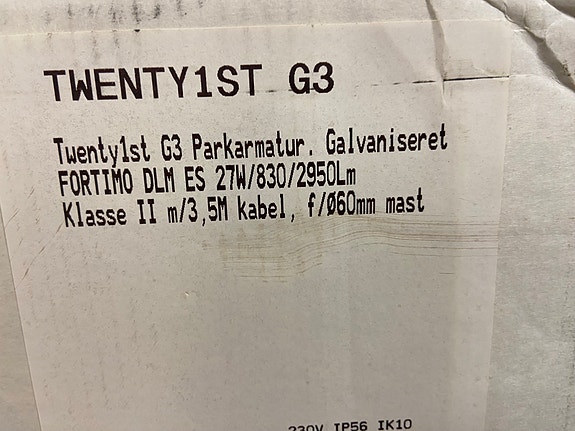 TWENTY1ST G3
Twenty1st G3 Parkarmatur. Galvaniseret
FORTIMO DLM ES 27W/830/2950Lm
Klasse II m/3,5M kabel, f/Ø60mm mast
230V IP56 IK10